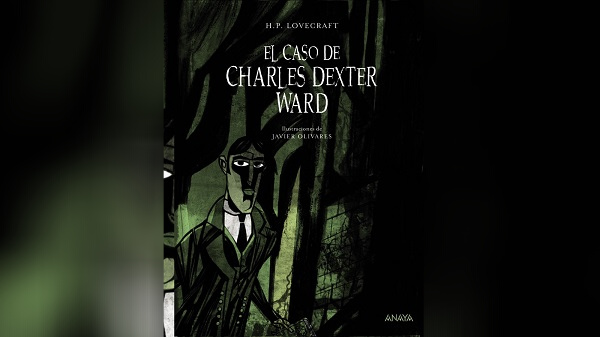 H.P. LOVECRAFT
EL CASO DE
CHARLES DEXTER
WARD
Ilustraciones de
JAVIER OLIVARES
ANAYA